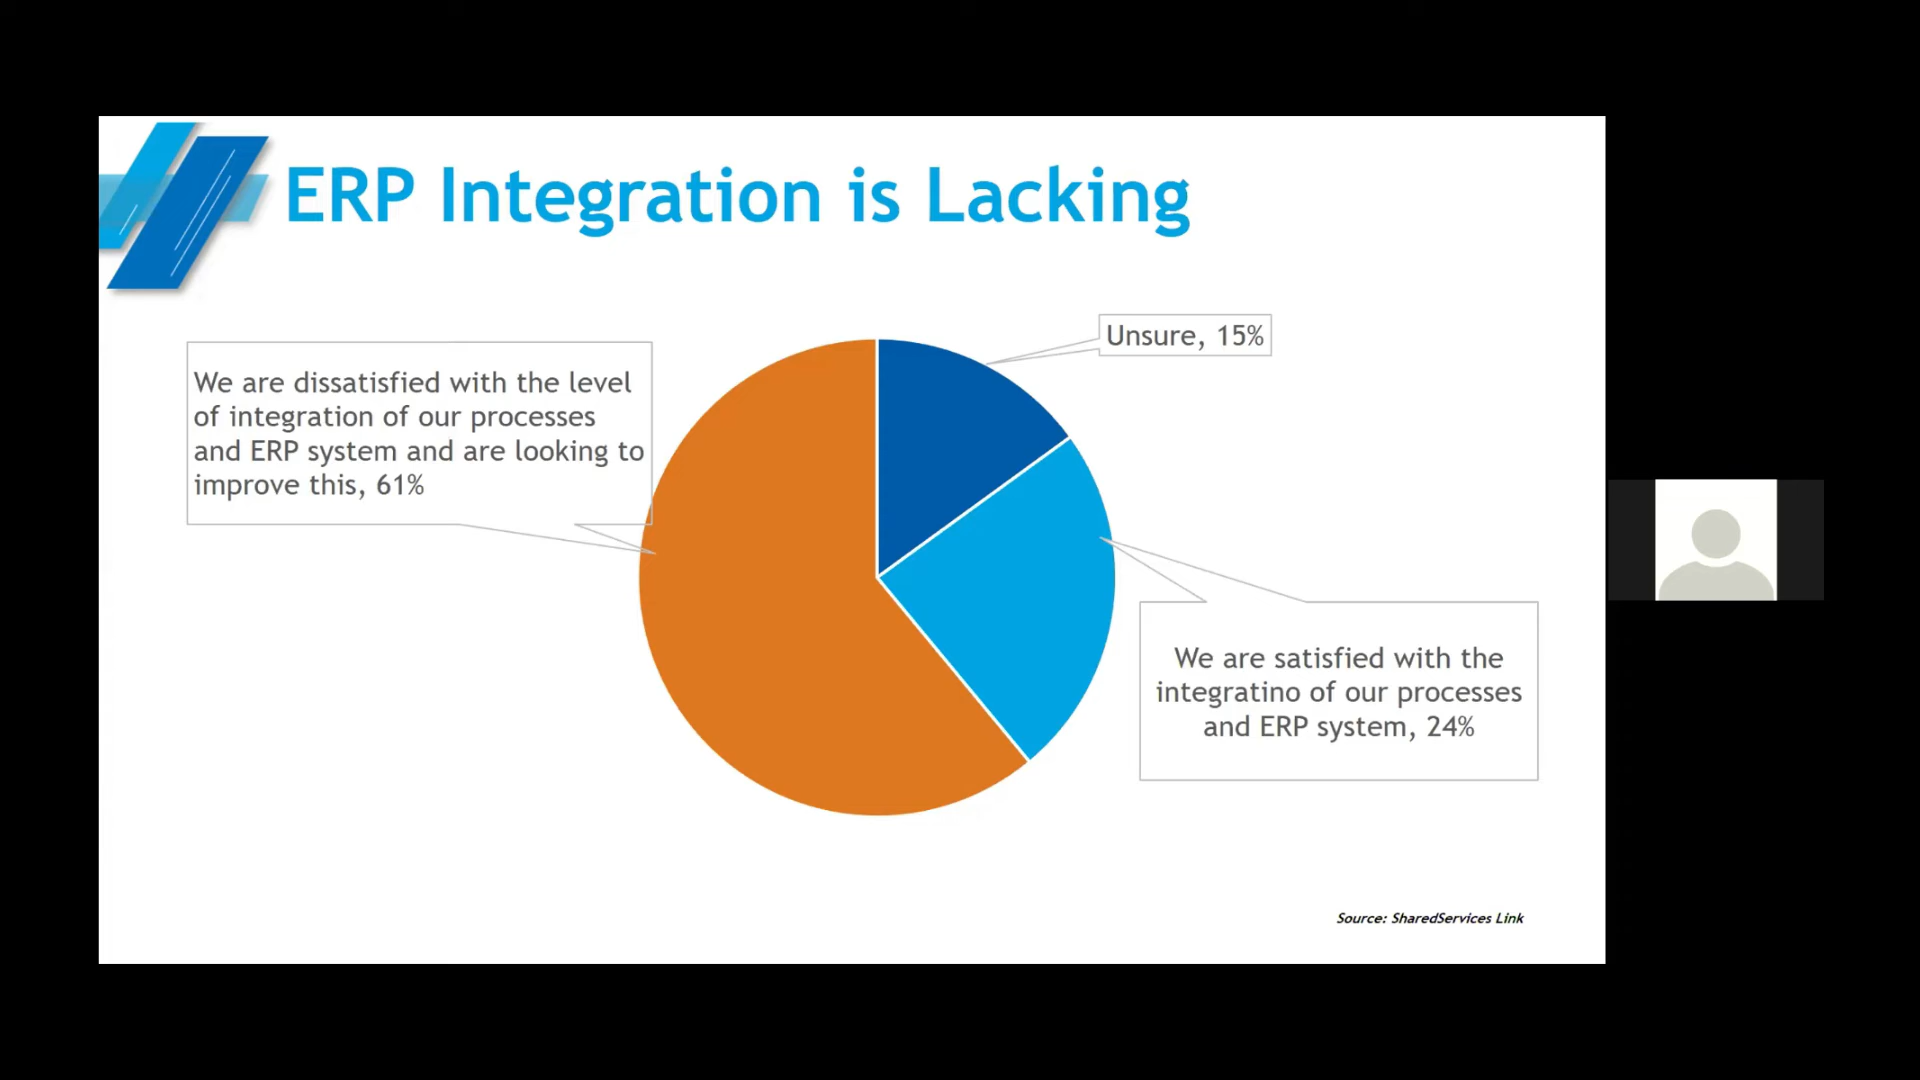 ERP Integration is Lacking
Unsure, 15%
We are dissatisfied with the level
of integration of our processes
and ERP system and are looking to
improve this, 61%
We are satisfied with the
integratino of our processes
and ERP system, 24%
Source: SharedServices Link